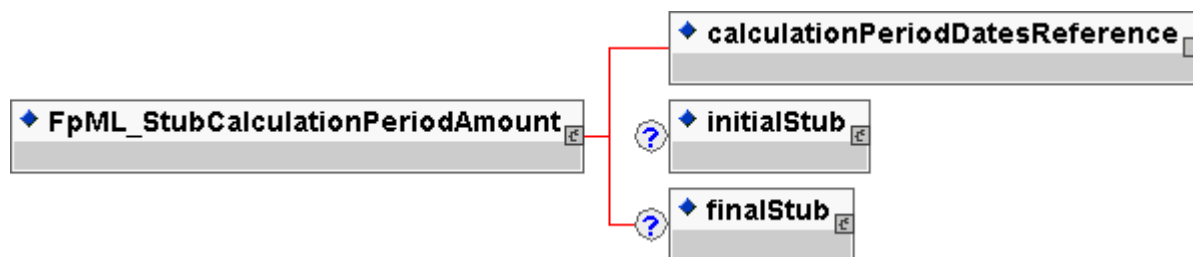 calculationPeriodDatesReference
FpML_StubCalculationPeriodAmount
? initialStub
? finalStub